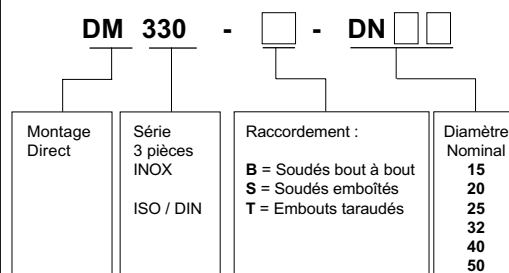 DM 330 - - DN
Montage
Direct
Série
3 pièces
INOX
ISO / DIN
Raccordement :
B = Soudés bout à bout
S = Soudés emboîtés
T = Embouts taraudés
Diamètre
Nominal
15
20
25
32
40
50